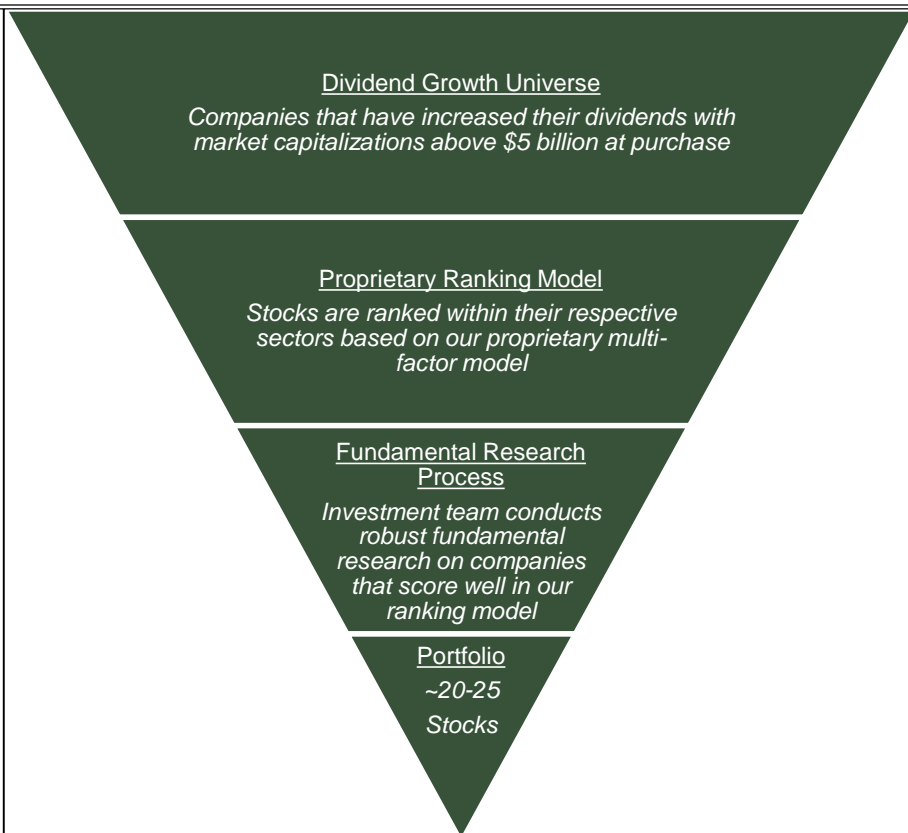 Dividend Growth Universe
Companies that have increased their dividends with
market capitalizations above $5 billion at purchase
Proprietary Ranking Model
Stocks are ranked within their respective
sectors based on our proprietary multi-
factor model
Fundamental Research
Process
Investment team conducts
robust fundamental
research on companies
that score well in our
ranking model
Portfolio
~20-25
Stocks